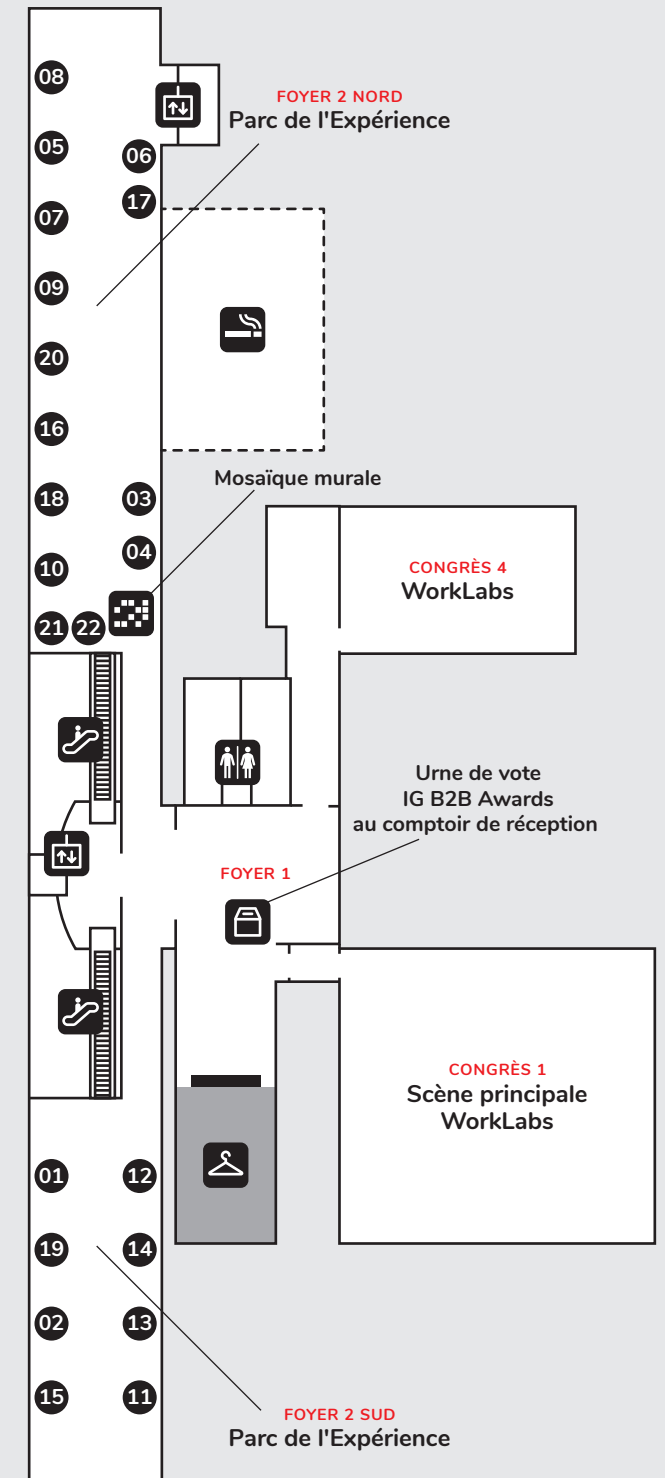 08
FOYER 2 NORD
Parc de l'Expérience
05
06
17
07
09
20
16
Mosaïque murale
18
03
04
10
21 22
CONGRÈS 4
WorkLabs
Urne de vote
IG B2B Awards
au comptoir de réception
FOYER 1
CONGRÈS 1
Scène principale
WorkLabs
01
12
19
14
02
13
15
11
FOYER 2 SUD
Parc de l'Expérience